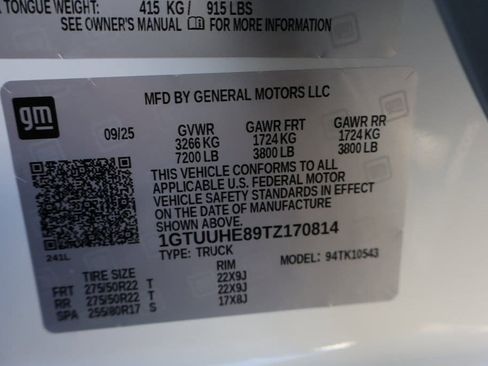 TONGUE WEIGHT: 415 KG / 915 LBS
SEE OWNER'S MANUAL FOR MORE INFORMATION
MFD BY GENERAL MOTORS LLC
gm
09/25 GVWR GAWR FRT GAWR RR
3266 KG 1724 KG 1724 KG
7200 LB 3800 LB 3800 LB
THIS VEHICLE CONFORMS TO ALL
APPLICABLE U.S. FEDERAL MOTOR
VEHICLE SAFETY STANDARDS IN EFFECT
ON THE DATE OF MANUFACTURE SHOWN ABOVE.
1GTUUHE89TZ170814
TYPE: TRUCK MODEL: 94TK10543
241L
TIRE SIZE RIM
FRT 275/50R22 T 22X9J
RR 275/50R22 T 22X9J
SPA 255/80R17 S 17X8J